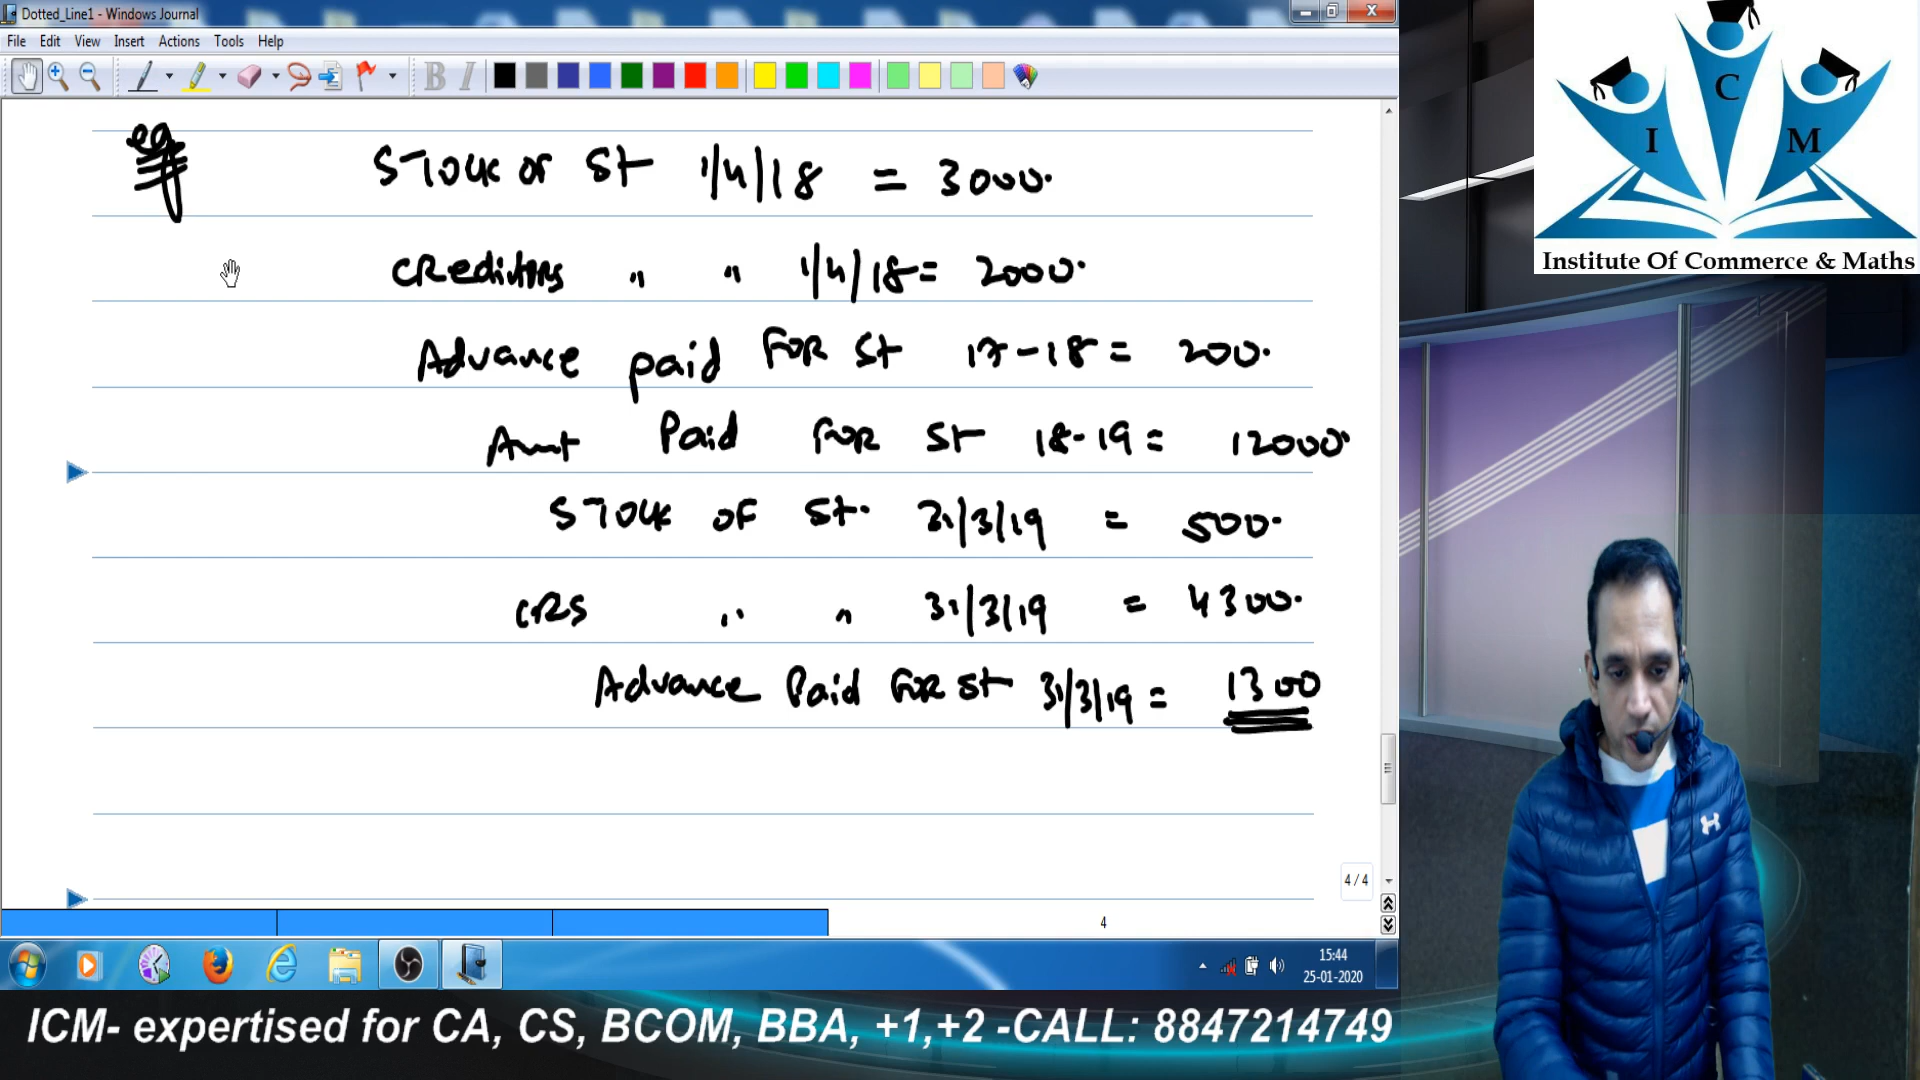 Dotted_Line1 - Windows Journal
File Edit View Insert Actions Tools Help
B I
eg
Stock of St 1/4/18 = 3000.
Creditors " " 1/4/18 = 2000.
Advance paid for St 17-18 = 200.
Amt Paid for St 18-19 = 12000.
Stock of St. 31/3/19 = 500.
CRS " " 31/3/19 = 4300.
Advance Paid for St 31/3/19 = 1300
4 / 4
4
15:44
25-01-2020
I C M
Institute Of Commerce & Maths
ICM- expertised for CA, CS, BCOM, BBA, +1,+2 -CALL: 8847214749